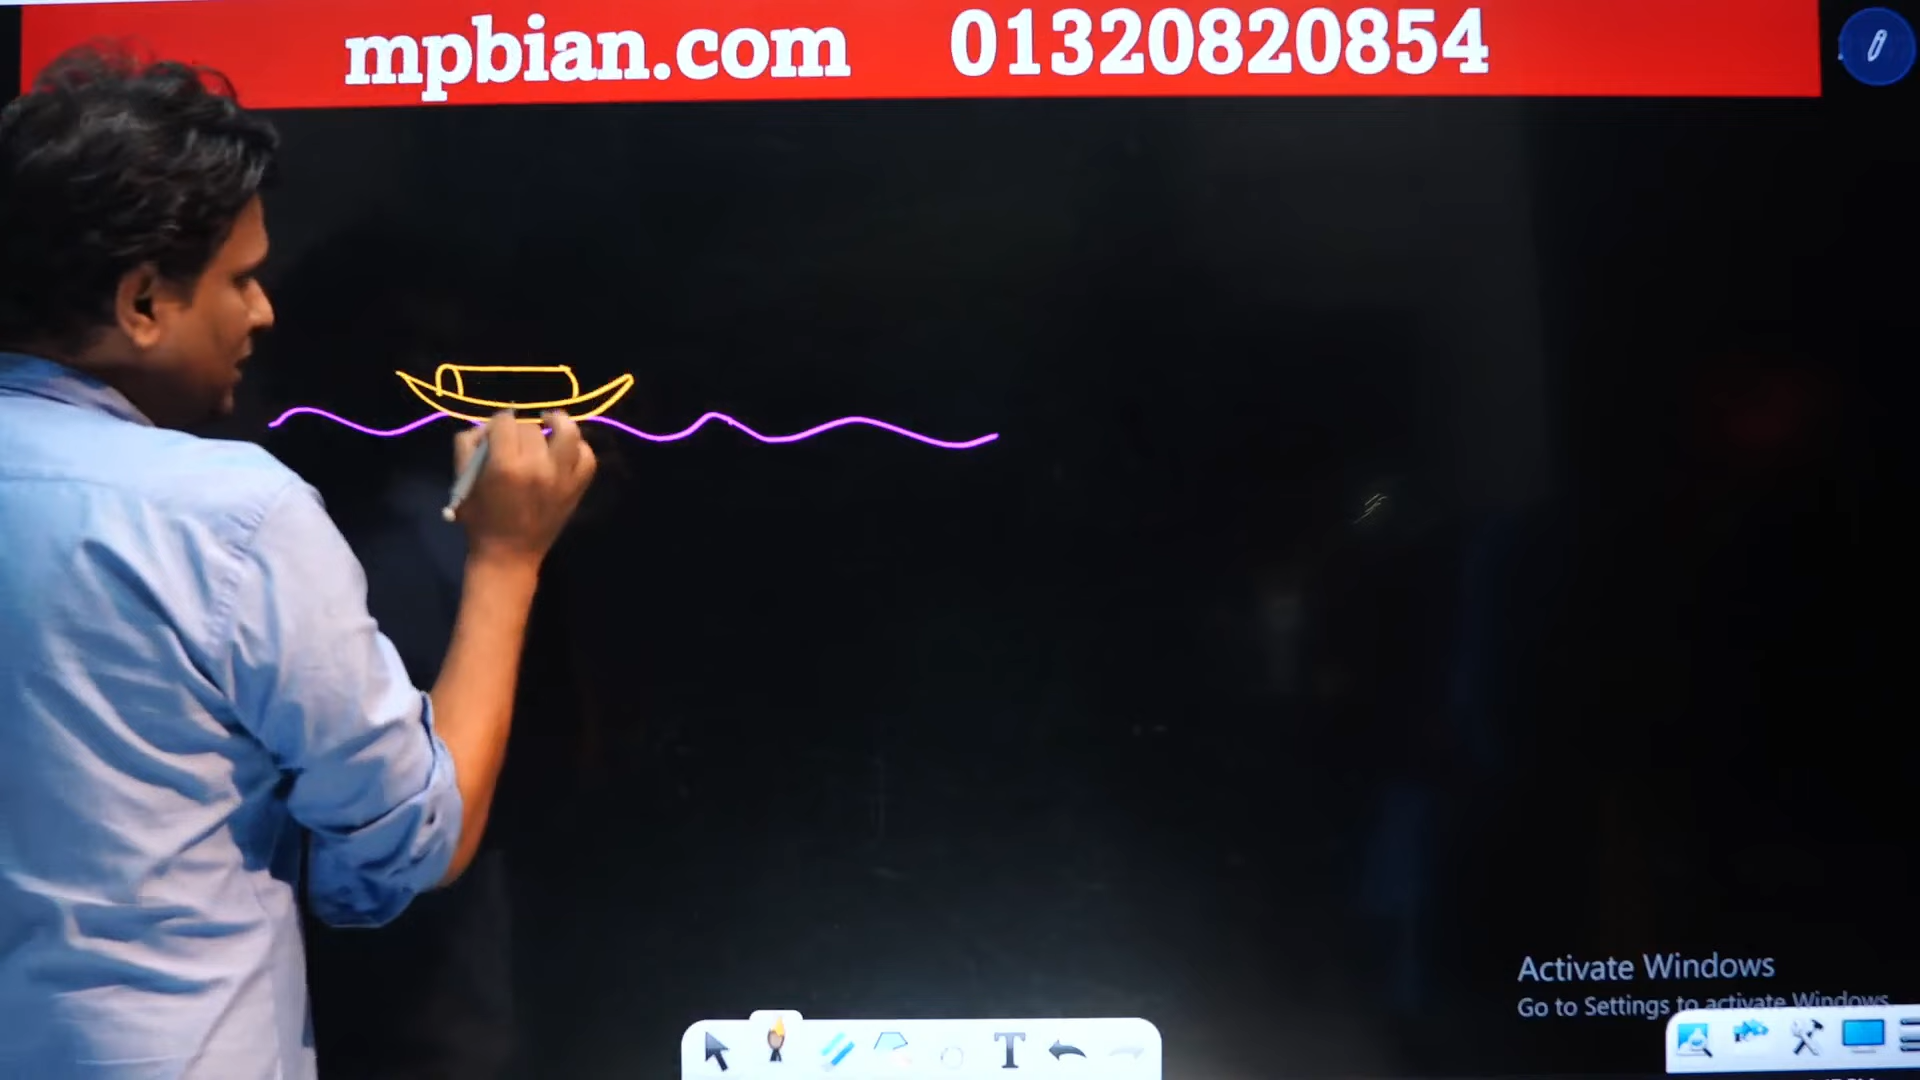 mpbian.com 01320820854
Activate Windows
Go to Settings to activate Windows.
T